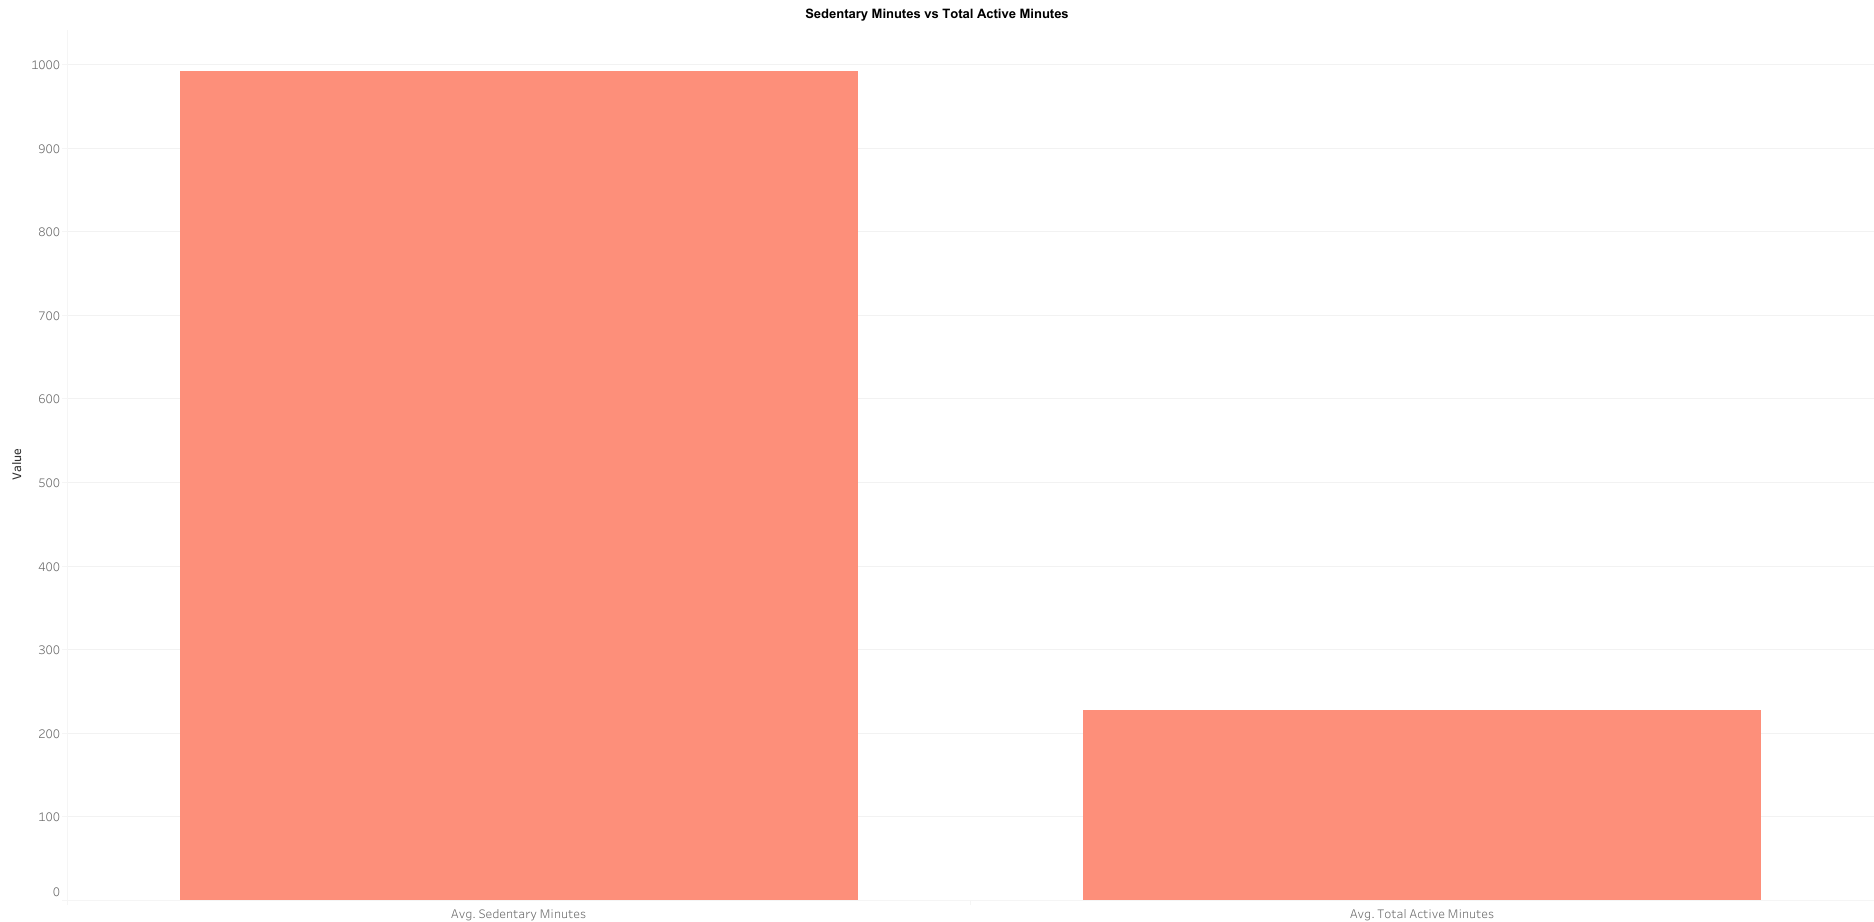 Sedentary Minutes vs Total Active Minutes
1000
900
800
700
600
Value
500
400
300
200
100
0
Avg. Sedentary Minutes
Avg. Total Active Minutes